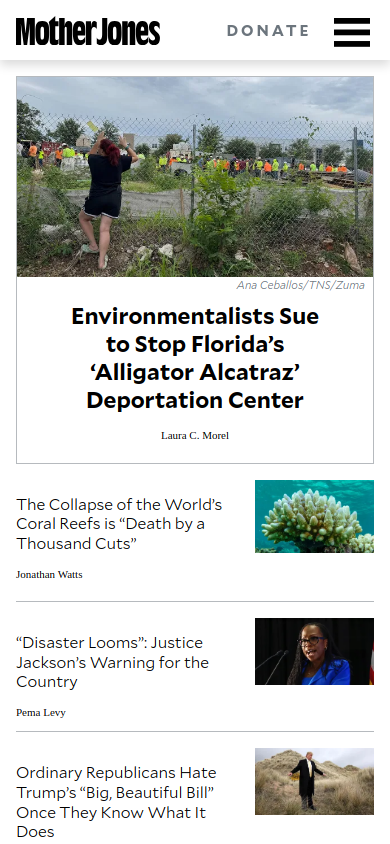 Mother Jones
DONATE
Ana Ceballos/TNS/Zuma
Environmentalists Sue
to Stop Florida’s
‘Alligator Alcatraz’
Deportation Center
Laura C. Morel
The Collapse of the World’s
Coral Reefs is “Death by a
Thousand Cuts”
Jonathan Watts
“Disaster Looms”: Justice
Jackson’s Warning for the
Country
Pema Levy
Ordinary Republicans Hate
Trump’s “Big, Beautiful Bill”
Once They Know What It
Does